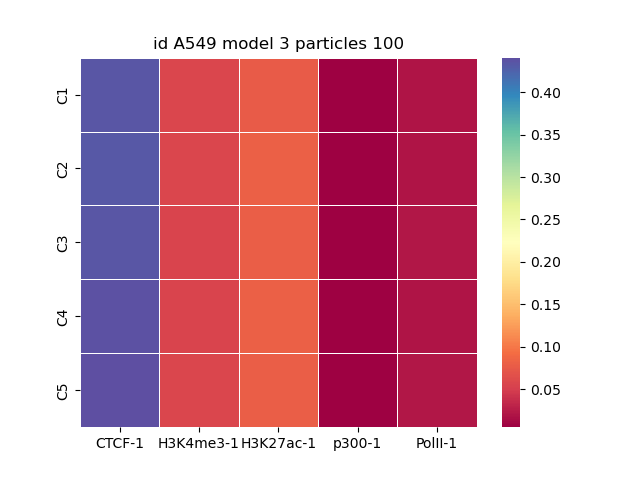 id A549 model 3 particles 100
C1
C2
C3
C4
C5
CTCF-1 H3K4me3-1 H3K27ac-1 p300-1 PolII-1
0.40
0.35
0.30
0.25
0.20
0.15
0.10
0.05